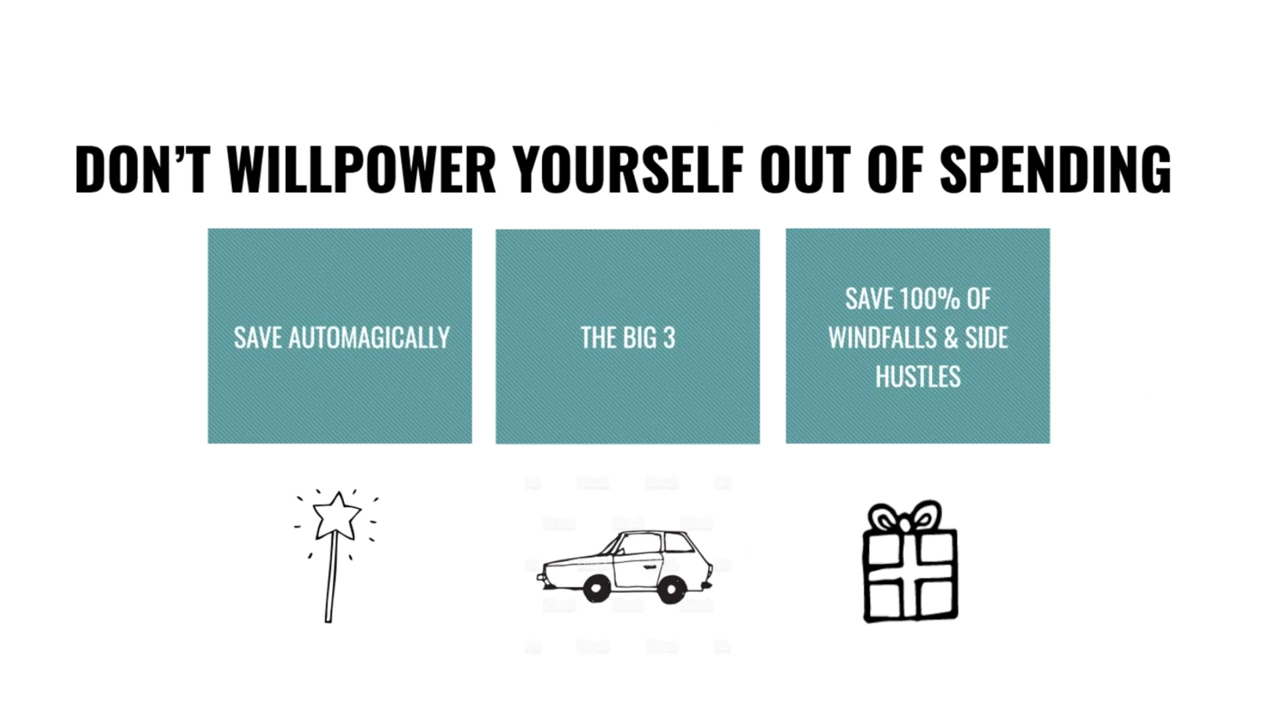 DON'T WILLPOWER YOURSELF OUT OF SPENDING
SAVE AUTOMAGICALLY
THE BIG 3
SAVE 100% OF
WINDFALLS & SIDE
HUSTLES